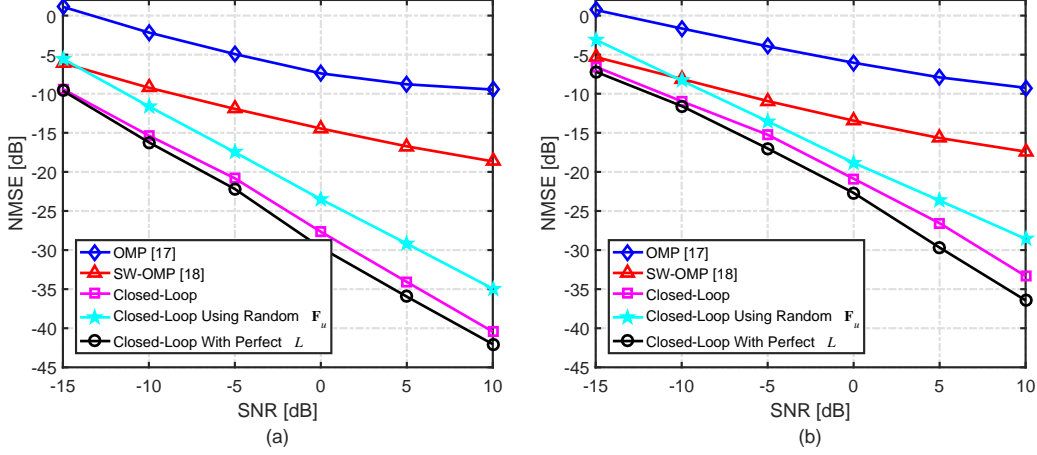 0
-5
-10
-15
-20
-25
-30
-35
-40
-45
NMSE [dB]
OMP [17]
SW-OMP [18]
Closed-Loop
Closed-Loop Using Random F_u
Closed-Loop With Perfect L
-15 -10 -5 0 5 10
SNR [dB]
(a)
0
-5
-10
-15
-20
-25
-30
-35
-40
-45
NMSE [dB]
OMP [17]
SW-OMP [18]
Closed-Loop
Closed-Loop Using Random F_u
Closed-Loop With Perfect L
-15 -10 -5 0 5 10
SNR [dB]
(b)